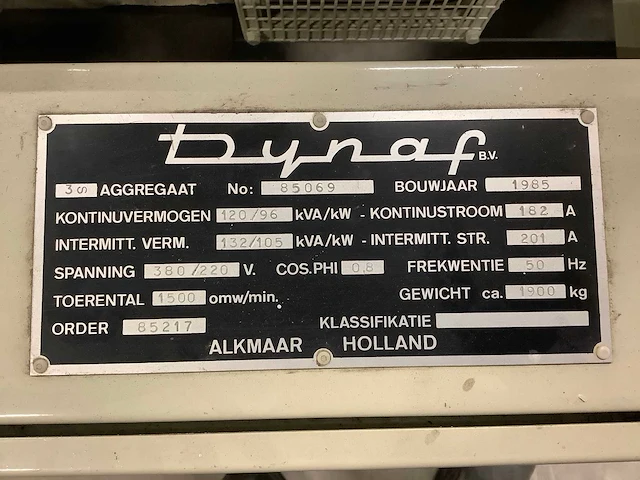 Dynaf B.V.
3S AGGREGAAT No: 85069 BOUWJAAR 1985
KONTINUVERMOGEN 120/96 kVA/kW - KONTINUSTROOM 182 A
INTERMITT. VERM. 132/105 kVA/kW - INTERMITT. STR. 201 A
SPANNING 380/220 V. COS.PHI 0,8 FREKWENTIE 50 Hz
TOERENTAL 1500 omw/min. GEWICHT ca. 1900 kg
ORDER 85217 KLASSIFIKATIE
ALKMAAR HOLLAND